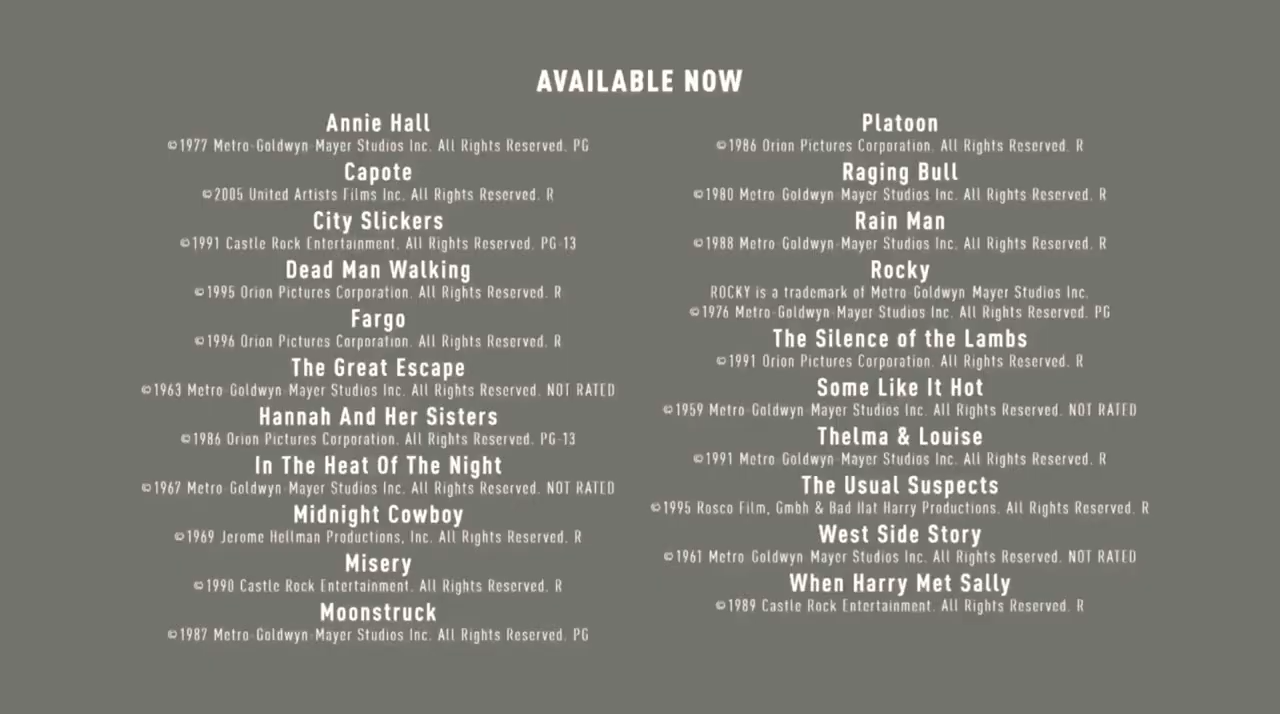 AVAILABLE NOW
Annie Hall
©1977 Metro-Goldwyn-Mayer Studios Inc. All Rights Reserved. PG
Capote
©2005 United Artists Films Inc. All Rights Reserved. R
City Slickers
©1991 Castle Rock Entertainment. All Rights Reserved. PG-13
Dead Man Walking
©1995 Orion Pictures Corporation. All Rights Reserved. R
Fargo
©1996 Orion Pictures Corporation. All Rights Reserved. R
The Great Escape
©1963 Metro-Goldwyn-Mayer Studios Inc. All Rights Reserved. NOT RATED
Hannah And Her Sisters
©1986 Orion Pictures Corporation. All Rights Reserved. PG-13
In The Heat Of The Night
©1967 Metro-Goldwyn-Mayer Studios Inc. All Rights Reserved. NOT RATED
Midnight Cowboy
©1969 Jerome Hellman Productions, Inc. All Rights Reserved. R
Misery
©1990 Castle Rock Entertainment. All Rights Reserved. R
Moonstruck
©1987 Metro-Goldwyn-Mayer Studios Inc. All Rights Reserved. PG
Platoon
©1986 Orion Pictures Corporation. All Rights Reserved. R
Raging Bull
©1980 Metro-Goldwyn-Mayer Studios Inc. All Rights Reserved. R
Rain Man
©1988 Metro-Goldwyn-Mayer Studios Inc. All Rights Reserved. R
Rocky
ROCKY is a trademark of Metro-Goldwyn-Mayer Studios Inc.
©1976 Metro-Goldwyn-Mayer Studios Inc. All Rights Reserved. PG
The Silence of the Lambs
©1991 Orion Pictures Corporation. All Rights Reserved. R
Some Like It Hot
©1959 Metro-Goldwyn-Mayer Studios Inc. All Rights Reserved. NOT RATED
Thelma & Louise
©1991 Metro-Goldwyn-Mayer Studios Inc. All Rights Reserved. R
The Usual Suspects
©1995 Rosco Film, Gmbh & Bad Hat Harry Productions. All Rights Reserved. R
West Side Story
©1961 Metro-Goldwyn-Mayer Studios Inc. All Rights Reserved. NOT RATED
When Harry Met Sally
©1989 Castle Rock Entertainment. All Rights Reserved. R